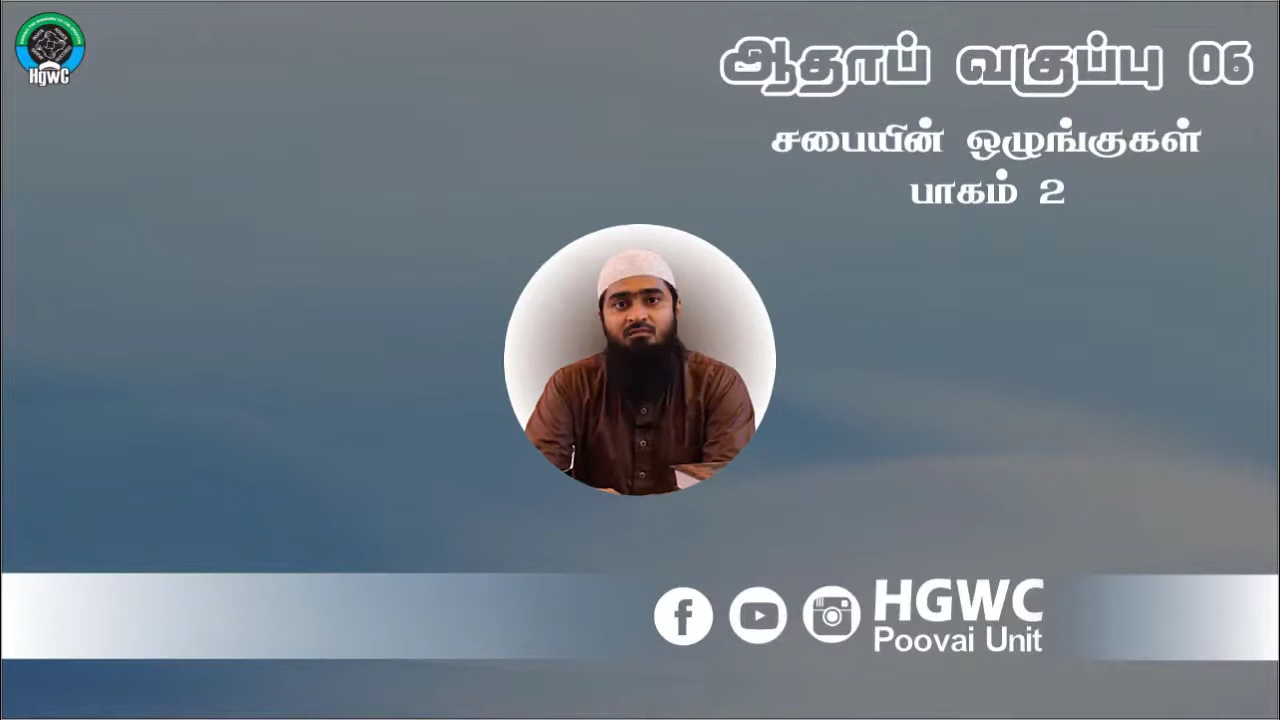 HGWC
ஆதாப் வகுப்பு 06
சபையின் ஒழுங்குகள்
பாகம் 2
HGWC
Poovai Unit